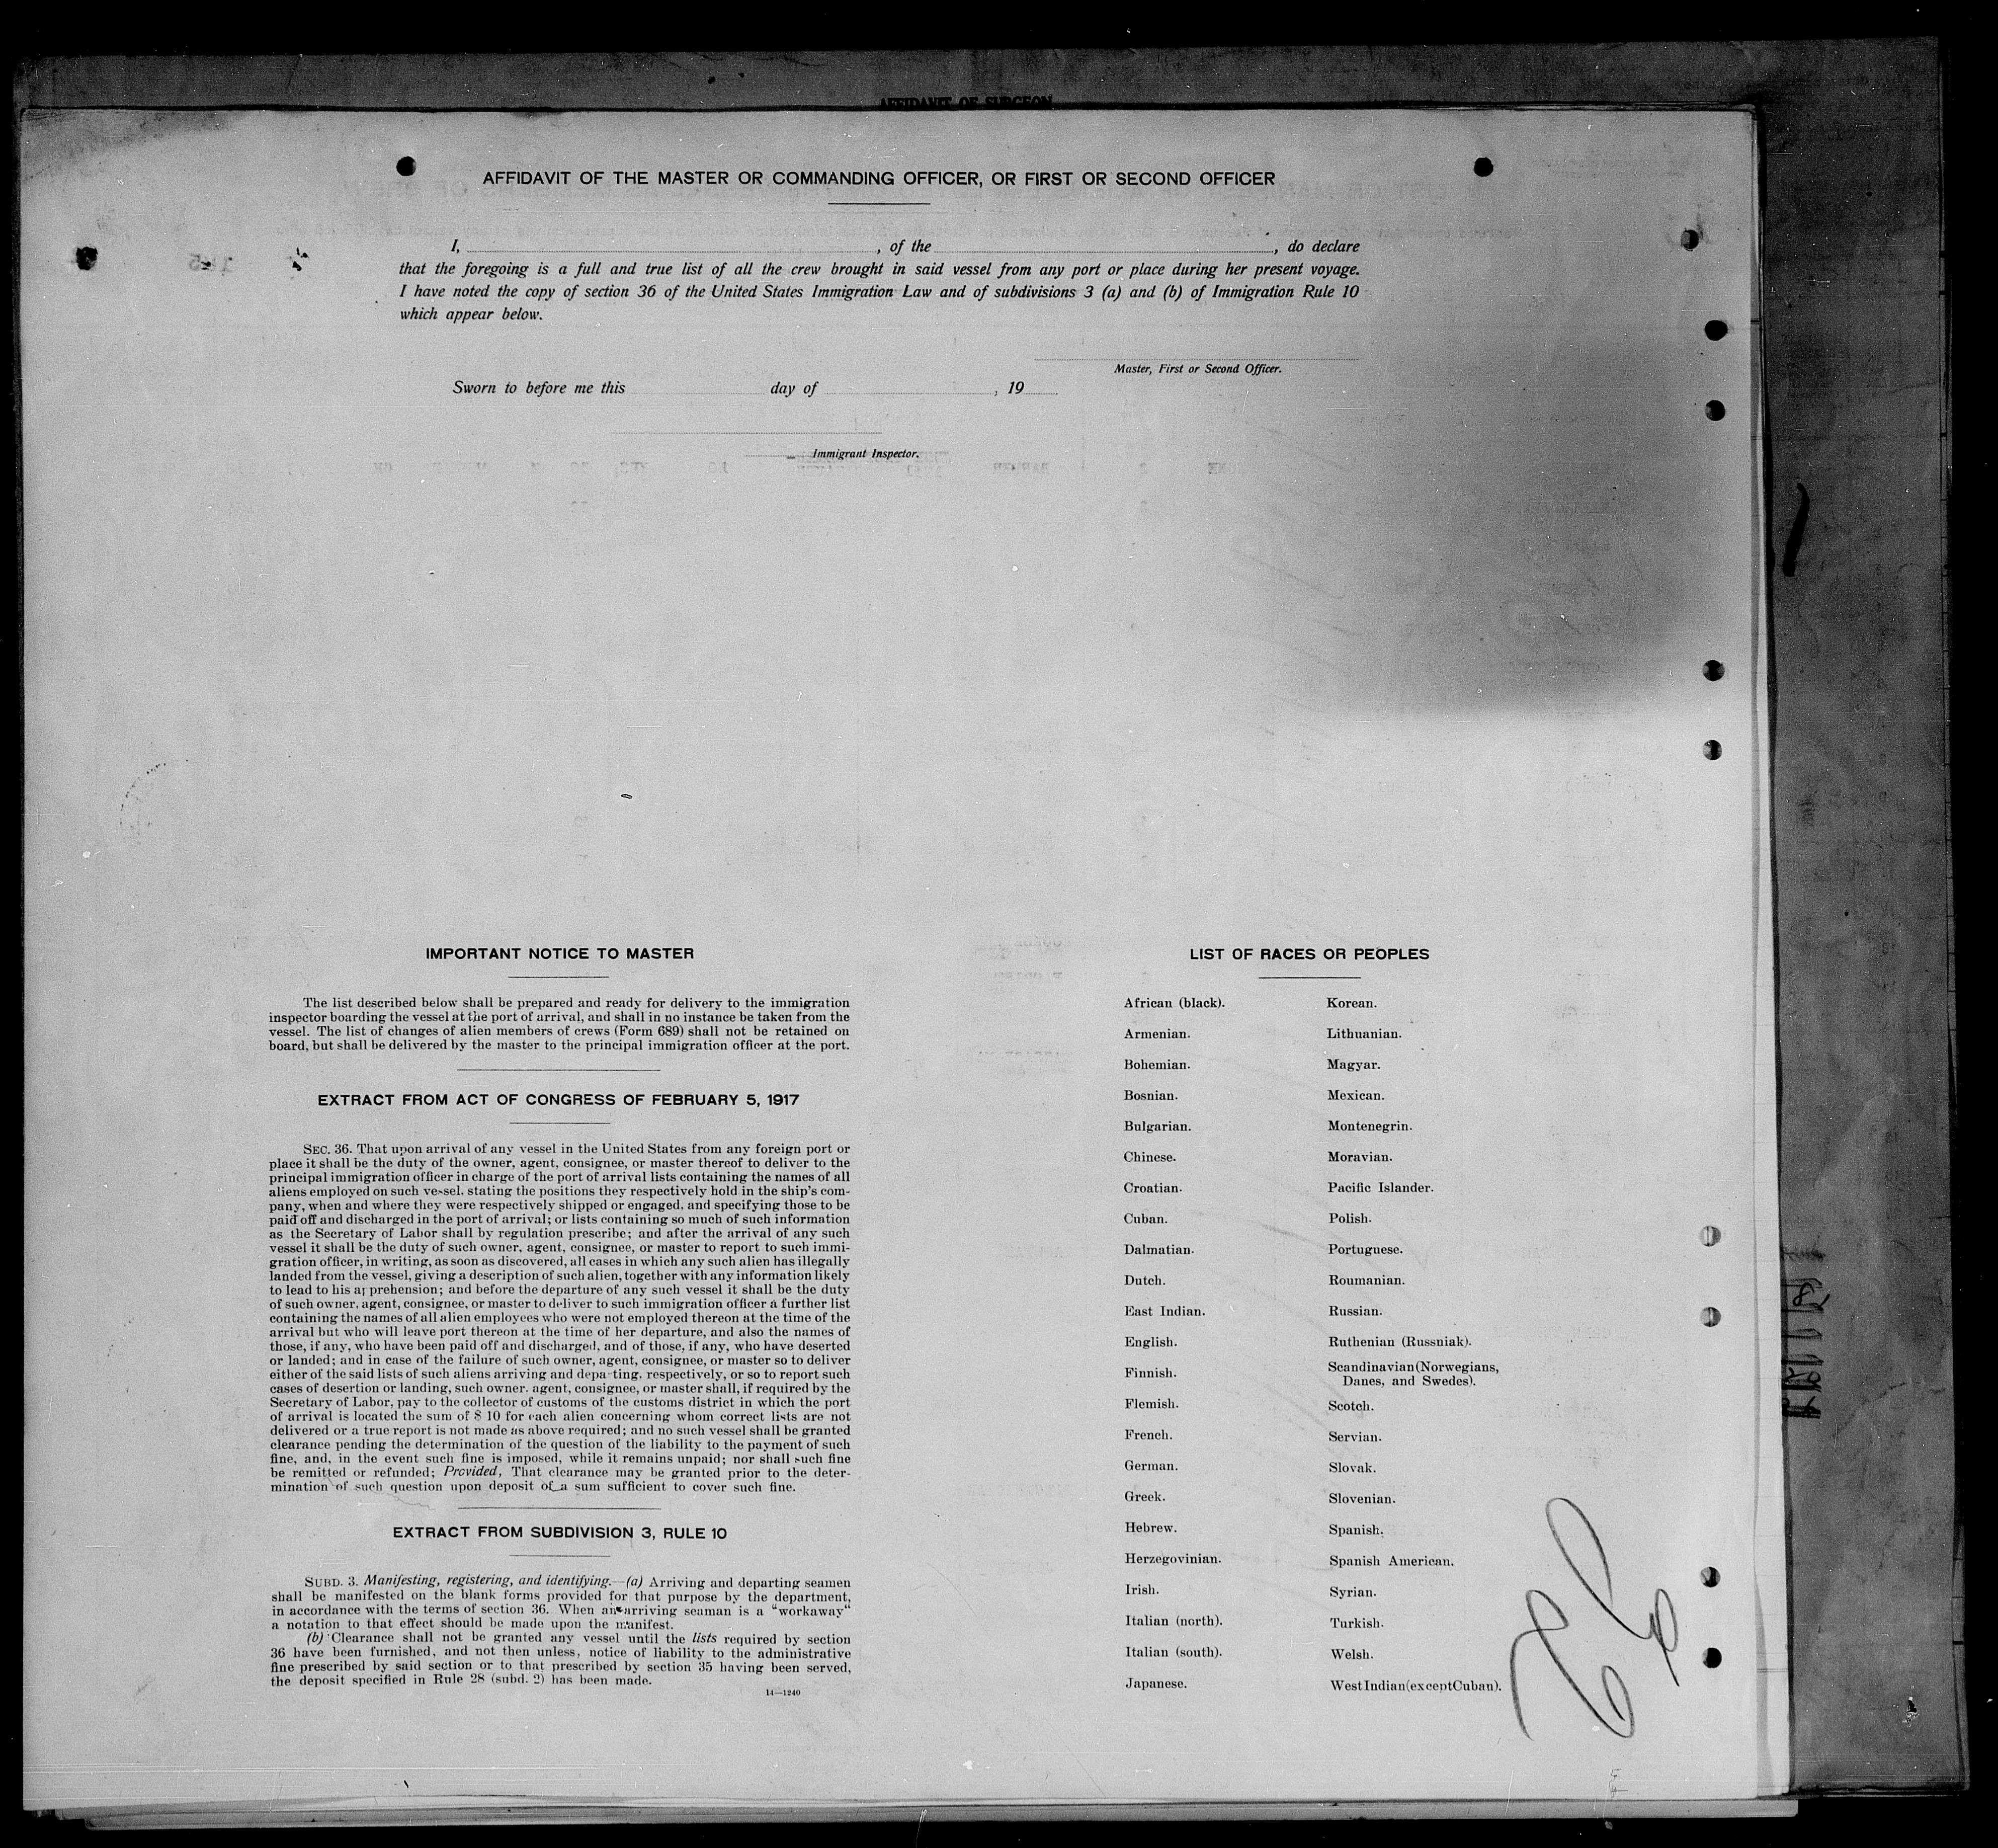 AFFIDAVIT OF SURGEON
AFFIDAVIT OF THE MASTER OR COMMANDING OFFICER, OR FIRST OR SECOND OFFICER
I, , of the , do declare
that the foregoing is a full and true list of all the crew brought in said vessel from any port or place during her present voyage.
I have noted the copy of section 36 of the United States Immigration Law and of subdivisions 3 (a) and (b) of Immigration Rule 10
which appear below.
Master, First or Second Officer.
Sworn to before me this day of , 19
Immigrant Inspector.
IMPORTANT NOTICE TO MASTER
The list described below shall be prepared and ready for delivery to the immigration
inspector boarding the vessel at the port of arrival, and shall in no instance be taken from the
vessel. The list of changes of alien members of crews (Form 689) shall not be retained on
board, but shall be delivered by the master to the principal immigration officer at the port.
EXTRACT FROM ACT OF CONGRESS OF FEBRUARY 5, 1917
SEC. 36. That upon arrival of any vessel in the United States from any foreign port or
place it shall be the duty of the owner, agent, consignee, or master thereof to deliver to the
principal immigration officer in charge of the port of arrival lists containing the names of all
aliens employed on such vessel, stating the positions they respectively hold in the ship's com-
pany, when and where they were respectively shipped or engaged, and specifying those to be
paid off and discharged in the port of arrival; or lists containing so much of such information
as the Secretary of Labor shall by regulation prescribe; and after the arrival of any such
vessel it shall be the duty of such owner, agent, consignee, or master to report to such immi-
gration officer, in writing, as soon as discovered, all cases in which any such alien has illegally
landed from the vessel, giving a description of such alien, together with any information likely
to lead to his apprehension; and before the departure of any such vessel it shall be the duty
of such owner, agent, consignee, or master to deliver to such immigration officer a further list
containing the names of all alien employees who were not employed thereon at the time of the
arrival but who will leave port thereon at the time of her departure, and also the names of
those, if any, who have been paid off and discharged, and of those, if any, who have deserted
or landed; and in case of the failure of such owner, agent, consignee, or master so to deliver
either of the said lists of such aliens arriving and departing, respectively, or so to report such
cases of desertion or landing, such owner, agent, consignee, or master shall, if required by the
Secretary of Labor, pay to the collector of customs of the customs district in which the port
of arrival is located the sum of $ 10 for each alien concerning whom correct lists are not
delivered or a true report is not made as above required; and no such vessel shall be granted
clearance pending the determination of the question of the liability to the payment of such
fine, and, in the event such fine is imposed, while it remains unpaid; nor shall such fine
be remitted or refunded; Provided, That clearance may be granted prior to the deter-
mination of such question upon deposit of a sum sufficient to cover such fine.
EXTRACT FROM SUBDIVISION 3, RULE 10
SUBD. 3. Manifesting, registering, and identifying.—(a) Arriving and departing seamen
shall be manifested on the blank forms provided for that purpose by the department,
in accordance with the terms of section 36. When an arriving seaman is a "workaway"
a notation to that effect should be made upon the manifest.
(b) Clearance shall not be granted any vessel until the lists required by section
36 have been furnished, and not then unless, notice of liability to the administrative
fine prescribed by said section or to that prescribed by section 35 having been served,
the deposit specified in Rule 28 (subd. 2) has been made.
14—1240
LIST OF RACES OR PEOPLES
African (black).
Armenian.
Bohemian.
Bosnian.
Bulgarian.
Chinese.
Croatian.
Cuban.
Dalmatian.
Dutch.
East Indian.
English.
Finnish.
Flemish.
French.
German.
Greek.
Hebrew.
Herzegovinian.
Irish.
Italian (north).
Italian (south).
Japanese.
Korean.
Lithuanian.
Magyar.
Mexican.
Montenegrin.
Moravian.
Pacific Islander.
Polish.
Portuguese.
Roumanian.
Russian.
Ruthenian (Russniak).
Scandinavian (Norwegians,
Danes, and Swedes).
Scotch.
Servian.
Slovak.
Slovenian.
Spanish.
Spanish American.
Syrian.
Turkish.
Welsh.
West Indian (except Cuban).